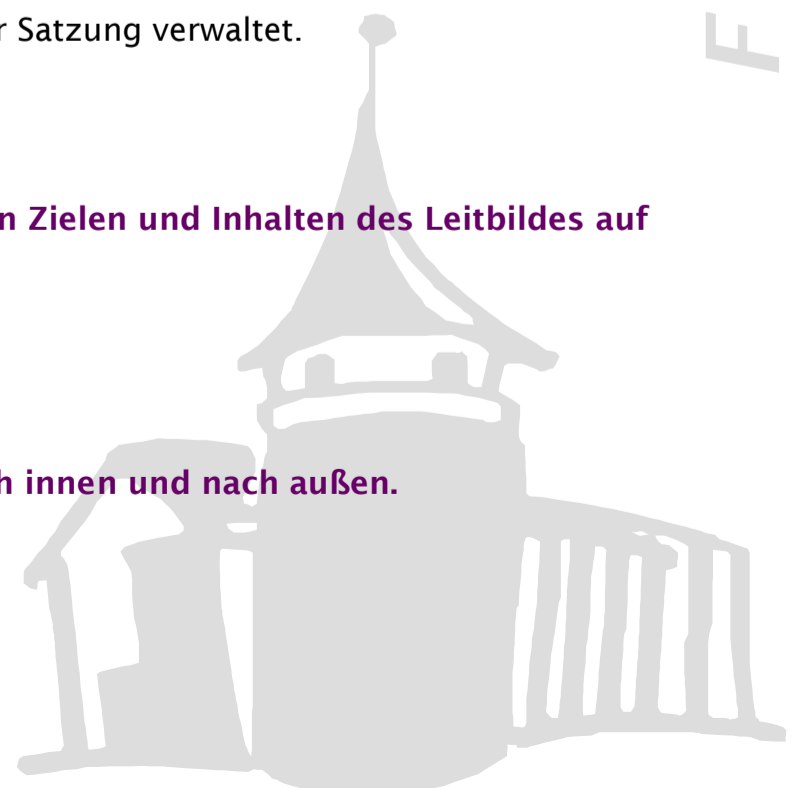 r Satzung verwaltet.
n Zielen und Inhalten des Leitbildes auf
h innen und nach außen.